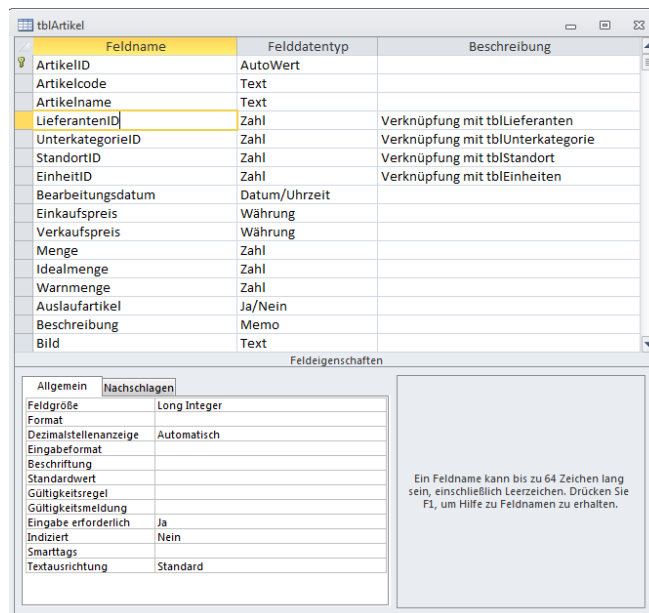 tblArtikel
Feldname Felddatentyp Beschreibung
ArtikelID AutoWert
Artikelcode Text
Artikelname Text
LieferantenID Zahl Verknüpfung mit tblLieferanten
UnterkategorieID Zahl Verknüpfung mit tblUnterkategorie
StandortID Zahl Verknüpfung mit tblStandort
EinheitID Zahl Verknüpfung mit tblEinheiten
Bearbeitungsdatum Datum/Uhrzeit
Einkaufspreis Währung
Verkaufspreis Währung
Menge Zahl
Idealmenge Zahl
Warnmenge Zahl
Auslaufartikel Ja/Nein
Beschreibung Memo
Bild Text
Feldeigenschaften
Allgemein Nachschlagen
Feldgröße Long Integer
Format
Dezimalstellenanzeige Automatisch
Eingabeformat
Beschriftung
Standardwert
Gültigkeitsregel
Gültigkeitsmeldung
Eingabe erforderlich Ja
Indiziert Nein
Smarttags
Textausrichtung Standard
Ein Feldname kann bis zu 64 Zeichen lang
sein, einschließlich Leerzeichen. Drücken Sie
F1, um Hilfe zu Feldnamen zu erhalten.